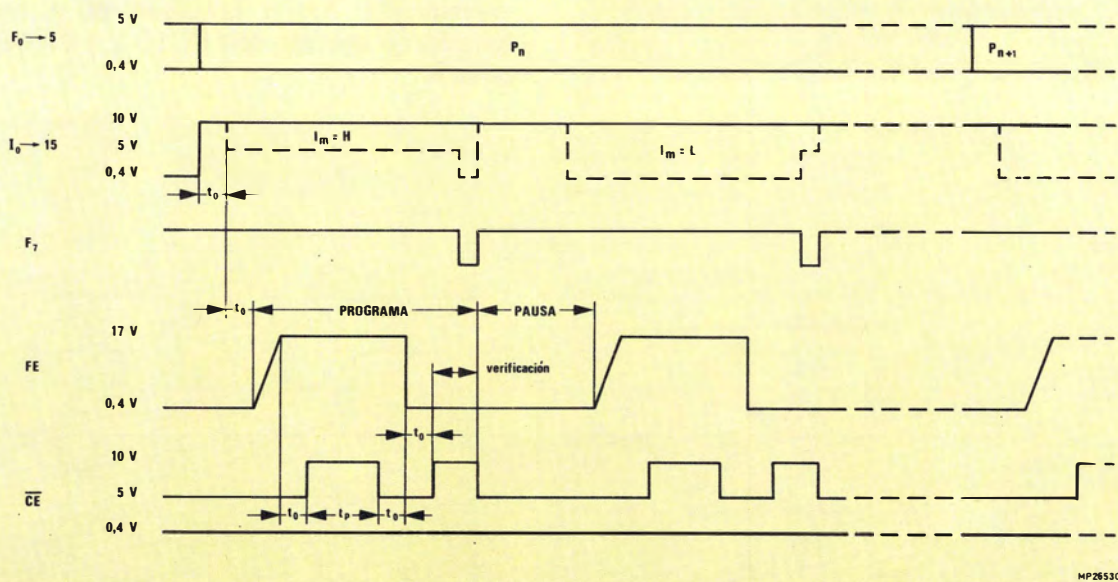 5 V
F₀→5
Pₙ
Pₙ₊₁
0,4 V
10 V
Iₘ = H
I₀→15
5 V
Iₘ = L
0,4 V
t₀
F₇
t₀
PROGRAMA
PAUSA
17 V
FE
verificación
0,4 V
t₀
10 V
CE
5 V
t₀
tₚ
t₀
0,4 V
MP26530